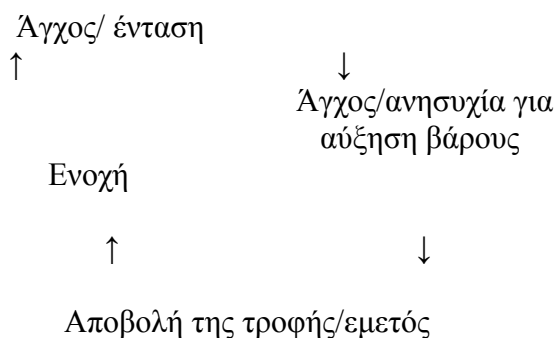 Άγχος/ ένταση
↑ ↓
Άγχος/ανησυχία για
αύξηση βάρους
Ενοχή
↑ ↓
Αποβολή της τροφής/εμετός